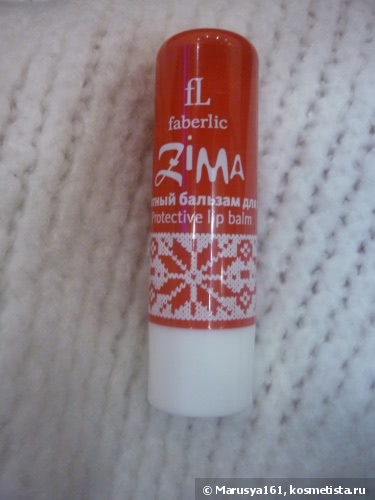 fL
faberlic
ZiMA
тный бальзам для
Protective lip balm
© Marusya161, kosmetista.ru